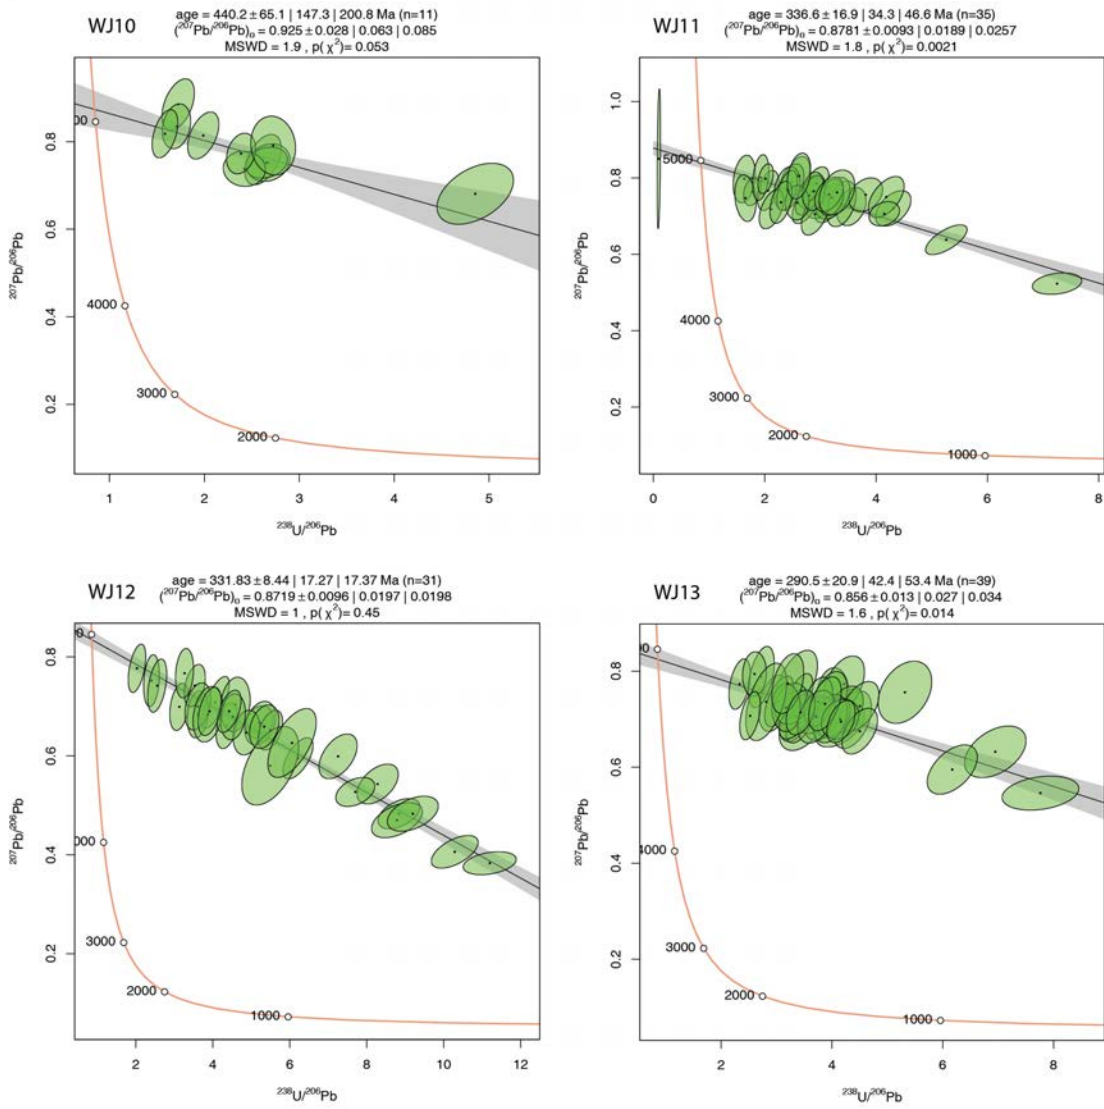 WJ10
age = 440.2 ± 65.1 | 147.3 | 200.8 Ma (n=11)
(²⁰⁷Pb/²⁰⁶Pb)₀ = 0.925 ± 0.028 | 0.063 | 0.085
MSWD = 1.9 , p( χ²)= 0.053
²⁰⁷Pb/²⁰⁶Pb
0.8
0.6
0.4
0.2
00
4000
3000
2000
1
2
3
4
5
²³⁸U/²⁰⁶Pb
WJ11
age = 336.6 ± 16.9 | 34.3 | 46.6 Ma (n=35)
(²⁰⁷Pb/²⁰⁶Pb)₀ = 0.8781 ± 0.0093 | 0.0189 | 0.0257
MSWD = 1.8 , p( χ²)= 0.0021
²⁰⁷Pb/²⁰⁶Pb
1.0
0.8
0.6
0.4
0.2
5000
4000
3000
2000
1000
0
2
4
6
8
²³⁸U/²⁰⁶Pb
WJ12
age = 331.83 ± 8.44 | 17.27 | 17.37 Ma (n=31)
(²⁰⁷Pb/²⁰⁶Pb)₀ = 0.8719 ± 0.0096 | 0.0197 | 0.0198
MSWD = 1 , p( χ²)= 0.45
²⁰⁷Pb/²⁰⁶Pb
0.8
0.6
0.4
0.2
0
000
3000
2000
1000
2
4
6
8
10
12
²³⁸U/²⁰⁶Pb
WJ13
age = 290.5 ± 20.9 | 42.4 | 53.4 Ma (n=39)
(²⁰⁷Pb/²⁰⁶Pb)₀ = 0.856 ± 0.013 | 0.027 | 0.034
MSWD = 1.6 , p( χ²)= 0.014
²⁰⁷Pb/²⁰⁶Pb
0.8
0.6
0.4
0.2
00
4000
3000
2000
1000
2
4
6
8
²³⁸U/²⁰⁶Pb